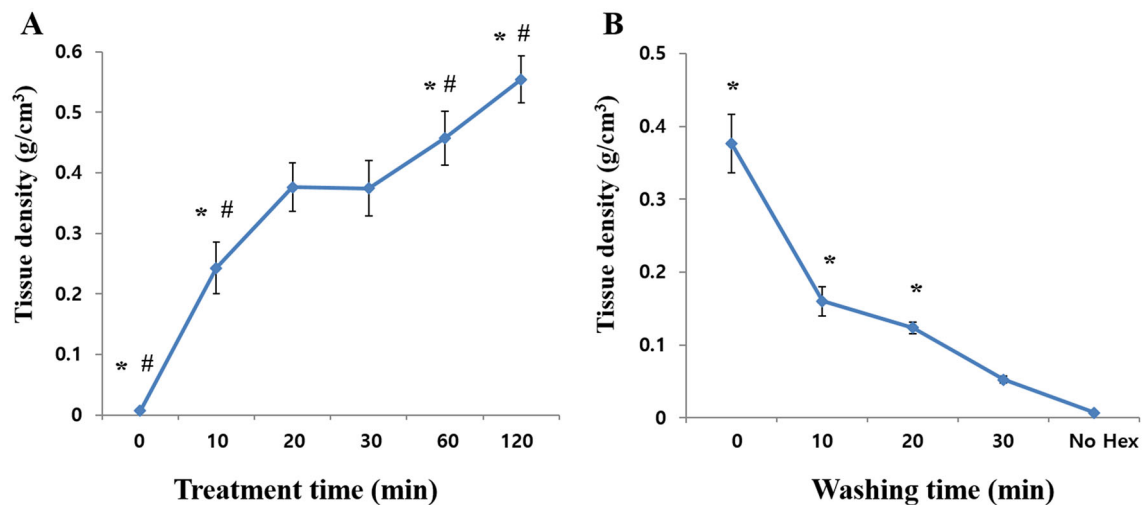 A
Tissue density (g/cm³)
0.6
0.5
0.4
0.3
0.2
0.1
0
* #
* #
* #
* #
0 10 20 30 60 120
Treatment time (min)
B
Tissue density (g/cm³)
0.5
0.4
0.3
0.2
0.1
0
*
*
*
0 10 20 30 No Hex
Washing time (min)